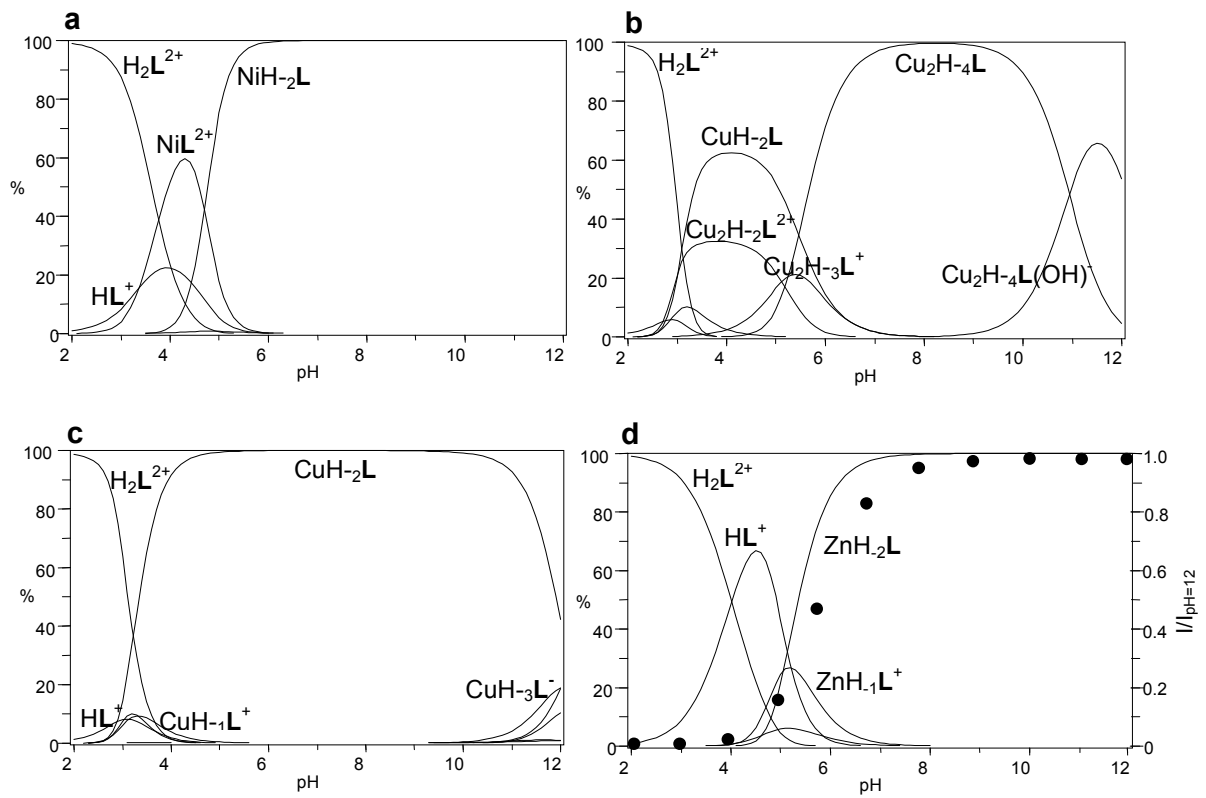 a
100
80
60
40
20
0
%
2 4 6 8 10 12
pH
H₂L²⁺
NiH-₂L
NiL²⁺
HL⁺
b
100
80
60
40
20
0
%
2 4 6 8 10 12
pH
H₂L²⁺
Cu₂H-₄L
CuH-₂L
Cu₂H-₂L²⁺
Cu₂H-₃L⁺
Cu₂H-₄L(OH)⁻
c
100
80
60
40
20
0
%
2 4 6 8 10 12
pH
H₂L²⁺
CuH-₂L
HL⁺
CuH-₁L⁺
CuH-₃L⁻
d
100
80
60
40
20
0
%
2 4 6 8 10 12
pH
1.0
0.8
0.6
0.4
0.2
0
I/I_pH=12
H₂L²⁺
HL⁺
ZnH₋₂L
ZnH₋₁L⁺